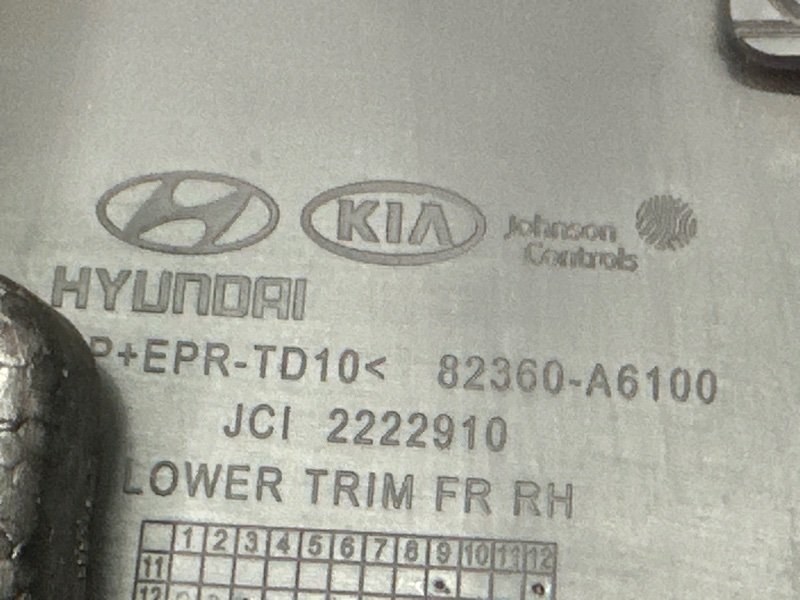 KIA
Johnson
Controls
HYUNDAI
P+EPR-TD10< 82360-A6100
JCI 2222910
LOWER TRIM FR RH
1 2 3 4 5 6 7 8 9 10 11 12
11
12